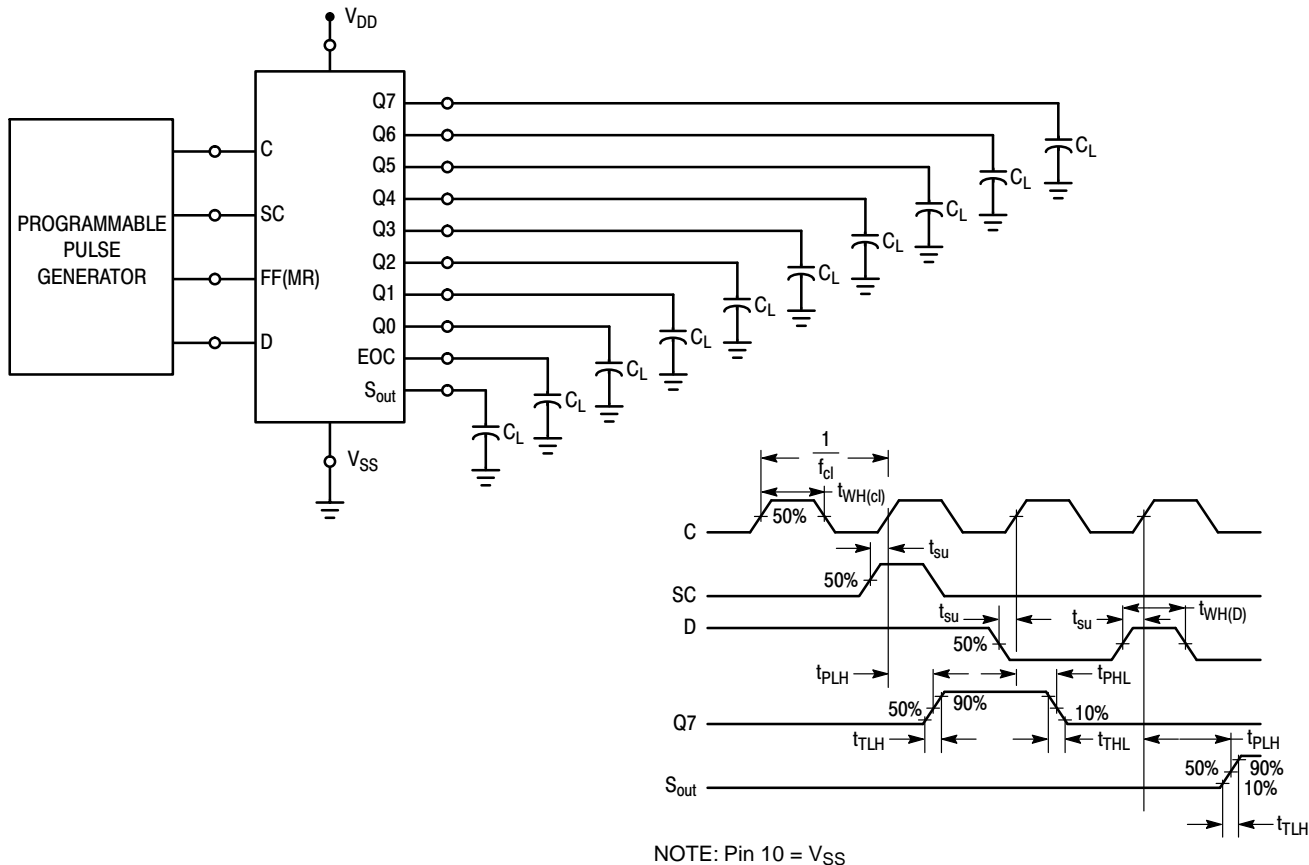 VDD
PROGRAMMABLE
PULSE
GENERATOR
C
SC
FF(MR)
D
Q7
Q6
Q5
Q4
Q3
Q2
Q1
Q0
EOC
Sout
CL
CL
CL
CL
CL
CL
CL
CL
CL
CL
VSS
1
fcl
tWH(cl)
50%
C
tsu
50%
SC
tsu
tsu
tWH(D)
D
50%
tPLH
tPHL
50%
90%
10%
Q7
tTLH
tTHL
tPLH
50%
90%
10%
Sout
tTLH
NOTE: Pin 10 = VSS